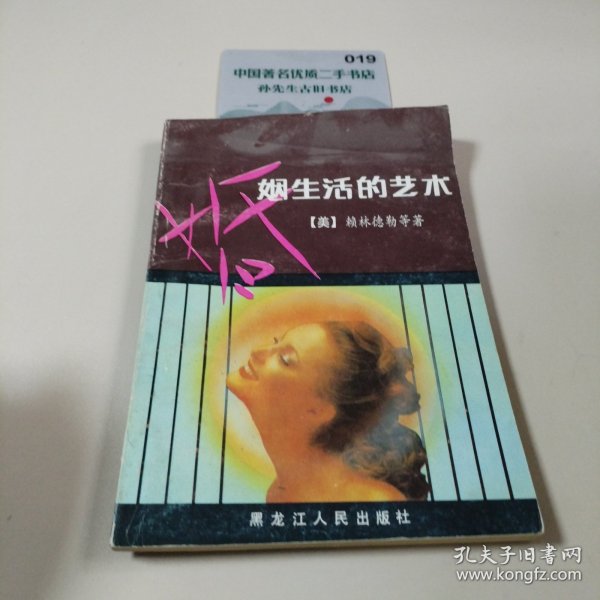 019
中国著名优质二手书店
孙先生古旧书店
婚姻生活的艺术
【美】赖林德勒等著
黑龙江人民出版社
孔夫子旧书网
www.kongfz.com